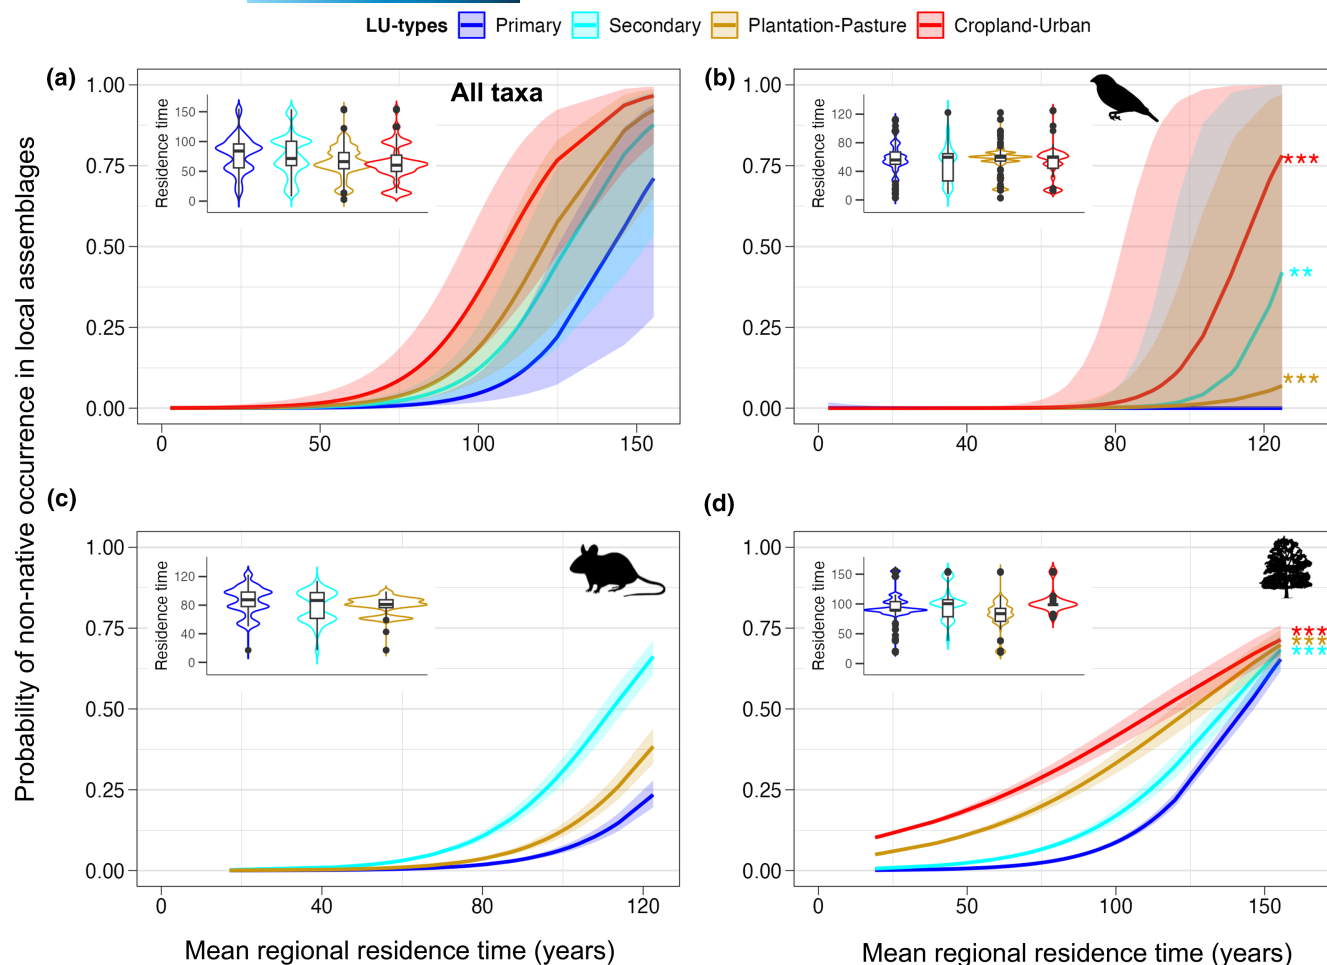 LU-types Primary Secondary Plantation-Pasture Cropland-Urban
Probability of non-native occurrence in local assemblages
(a)
All taxa
1.00
0.75
0.50
0.25
0.00
0 50 100 150
Residence time
150
100
50
0
(b)
1.00
0.75
0.50
0.25
0.00
0 40 80 120
Residence time
120
80
40
0
***
**
***
(c)
1.00
0.75
0.50
0.25
0.00
0 40 80 120
Residence time
120
80
40
0
Mean regional residence time (years)
(d)
1.00
0.75
0.50
0.25
0.00
0 50 100 150
Residence time
150
100
50
0
***
***
***
Mean regional residence time (years)